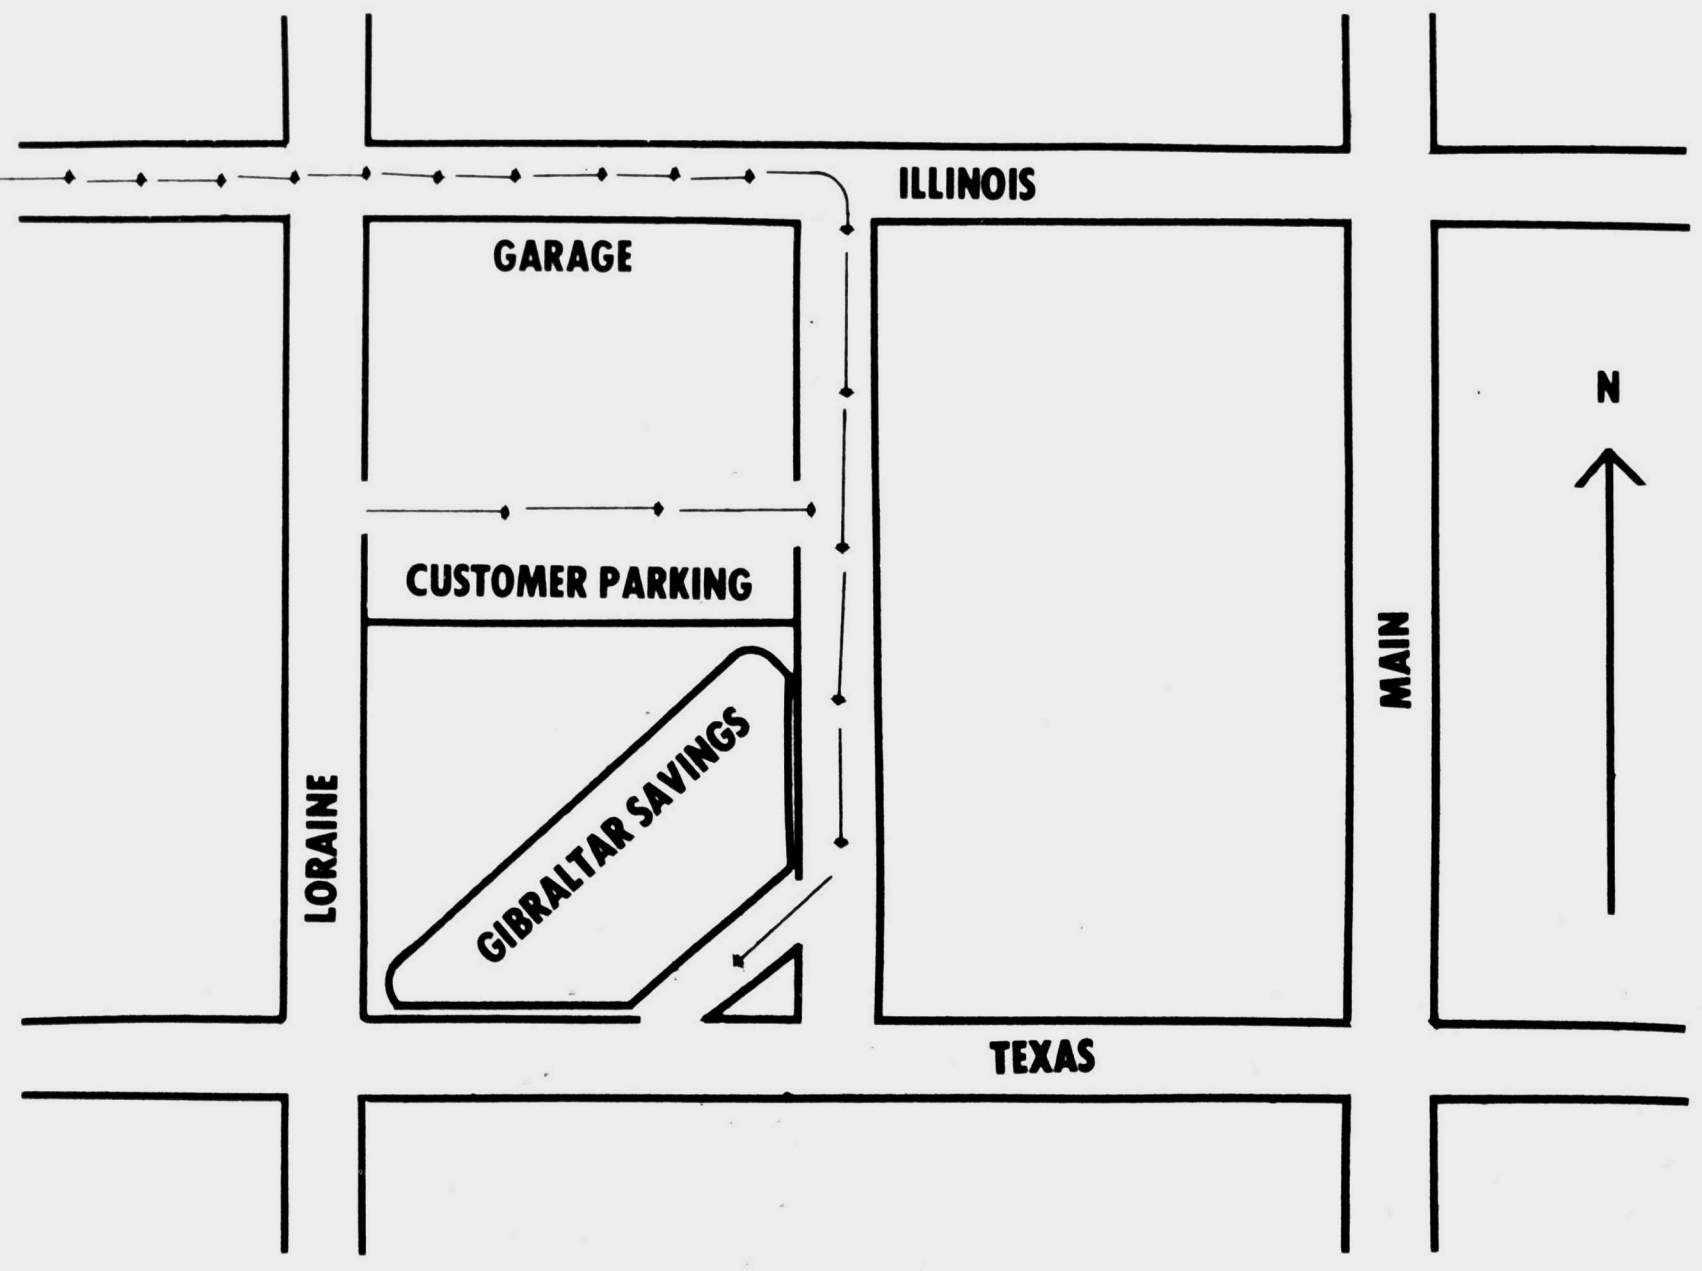 ILLINOIS
GARAGE
N
CUSTOMER PARKING
MAIN
GIBRALTAR SAVINGS
LORAINE
TEXAS